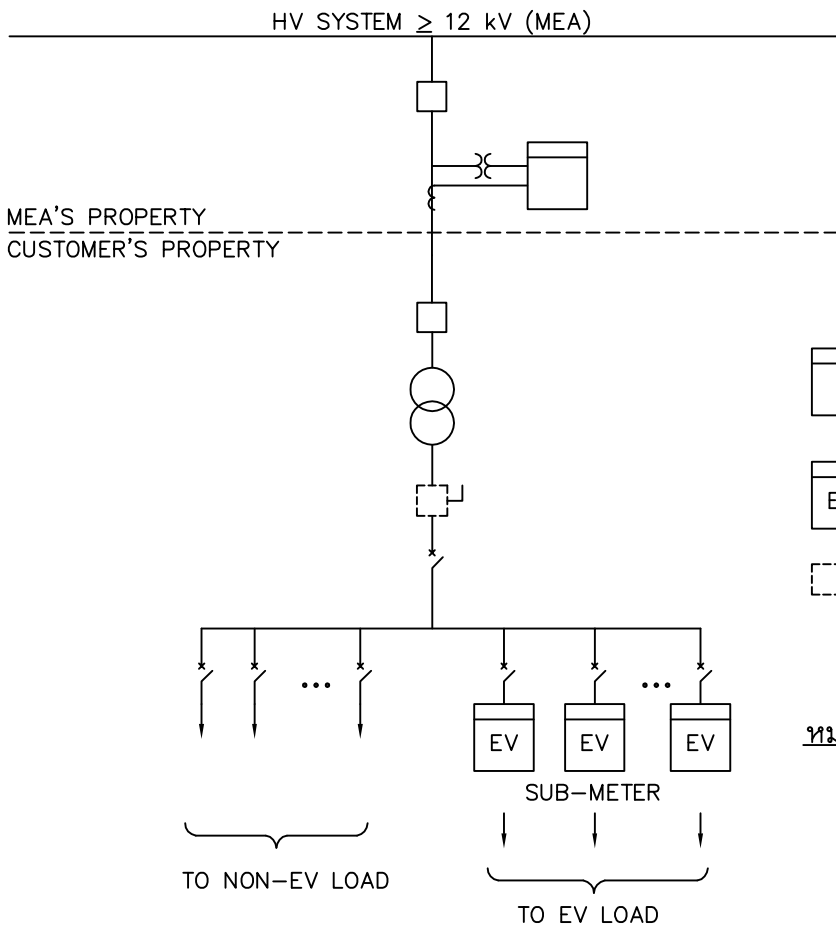 HV SYSTEM ≥ 12 kV (MEA)
MEA'S PROPERTY
CUSTOMER'S PROPERTY
EV EV EV
SUB-METER
TO NON-EV LOAD
TO EV LOAD